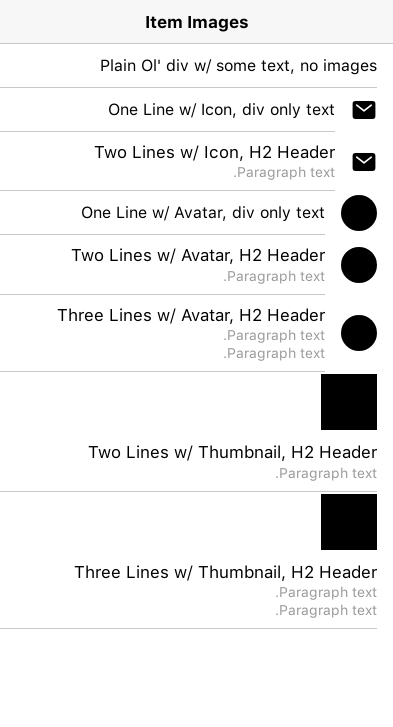 Item Images
Plain Ol' div w/ some text, no images
One Line w/ Icon, div only text
Two Lines w/ Icon, H2 Header
.Paragraph text
One Line w/ Avatar, div only text
Two Lines w/ Avatar, H2 Header
.Paragraph text
Three Lines w/ Avatar, H2 Header
.Paragraph text
.Paragraph text
Two Lines w/ Thumbnail, H2 Header
.Paragraph text
Three Lines w/ Thumbnail, H2 Header
.Paragraph text
.Paragraph text